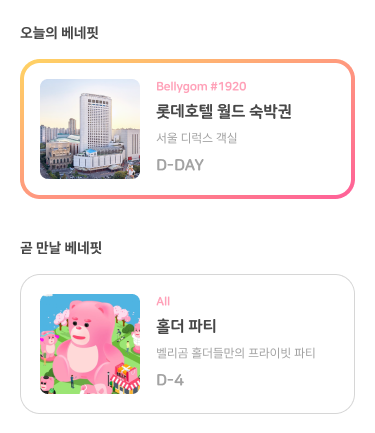 오늘의 베네핏
Bellygom #1920
롯데호텔 월드 숙박권
서울 디럭스 객실
D-DAY
곧 만날 베네핏
All
홀더 파티
벨리곰 홀더들만의 프라이빗 파티
D-4